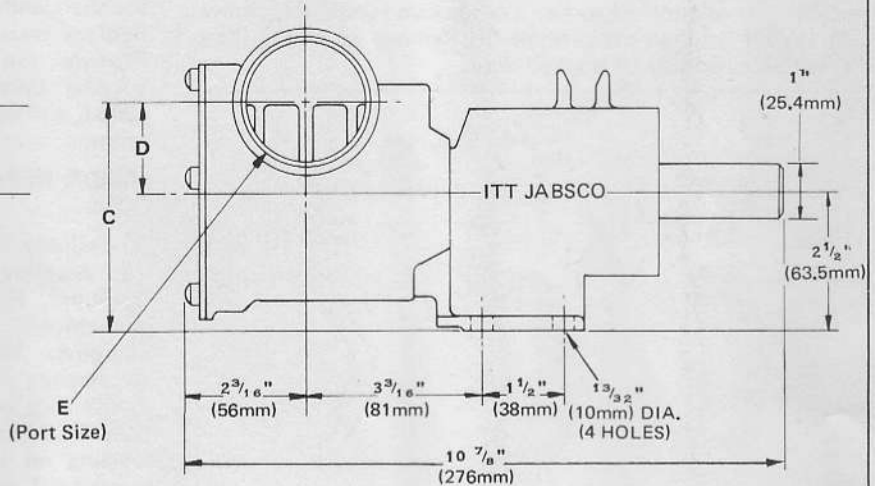 1"
(25.4mm)
D
C
ITT JABSCO
2 1/2"
(63.5mm)
2 3/16"
(56mm)
3 3/16"
(81mm)
1 1/2"
(38mm)
13/32"
(10mm) DIA.
(4 HOLES)
E
(Port Size)
10 7/8"
(276mm)